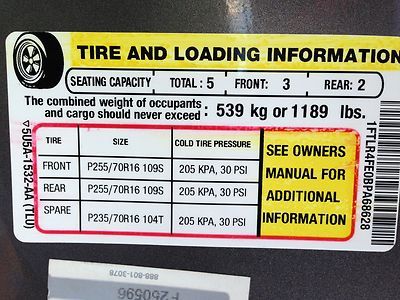 TIRE AND LOADING INFORMATION
SEATING CAPACITY TOTAL : 5 FRONT: 3 REAR: 2
The combined weight of occupants
and cargo should never exceed : 539 kg or 1189 lbs.
TIRE SIZE COLD TIRE PRESSURE
FRONT P255/70R16 109S 205 KPA, 30 PSI
REAR P255/70R16 109S 205 KPA, 30 PSI
SPARE P235/70R16 104T 205 KPA, 30 PSI
SEE OWNERS
MANUAL FOR
ADDITIONAL
INFORMATION
5U5A-1532-AA (TLU)
1FTLR4FE0BPA68628
888-801-3078
F250596